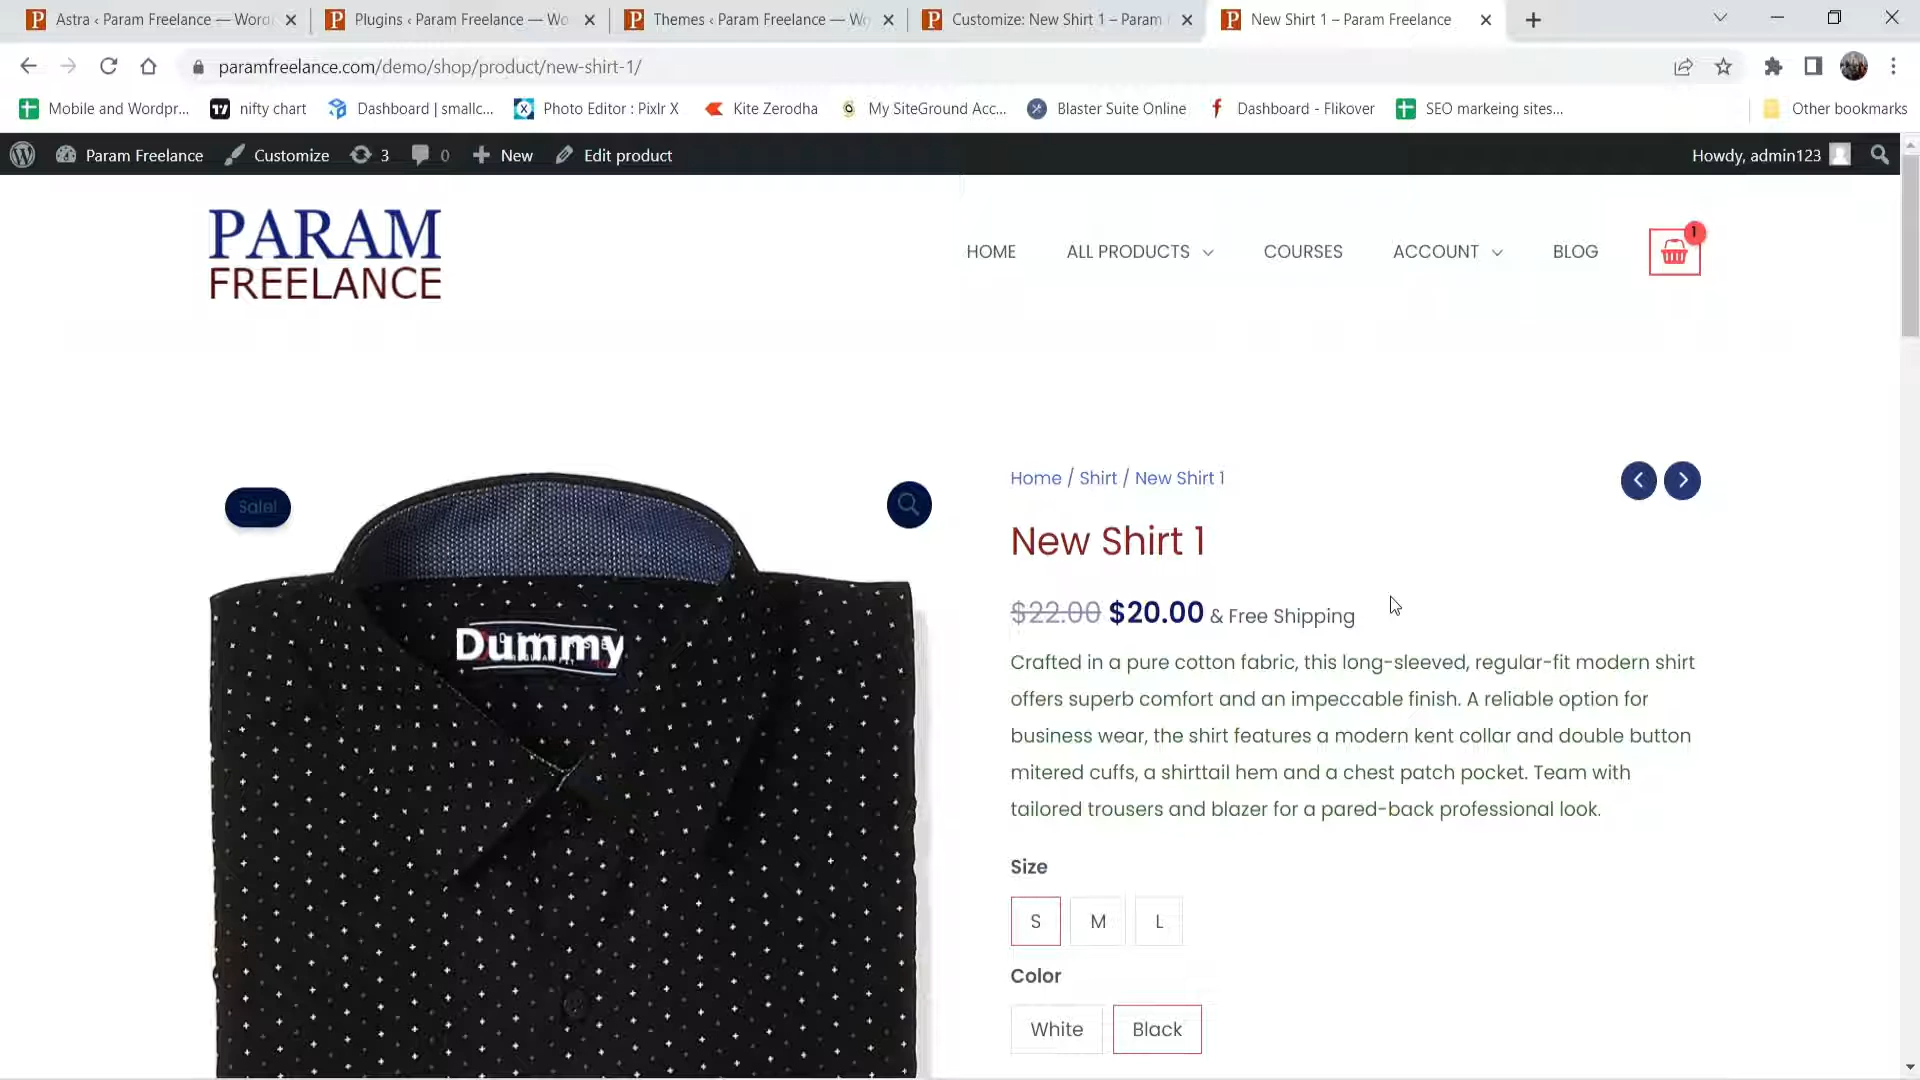 Astra ‹ Param Freelance — Word
Plugins ‹ Param Freelance — Wo
Themes ‹ Param Freelance — Wo
Customize: New Shirt 1 – Param
New Shirt 1 – Param Freelance
paramfreelance.com/demo/shop/product/new-shirt-1/
Mobile and Wordpr...
nifty chart
Dashboard | smallc...
Photo Editor : Pixlr X
Kite Zerodha
My SiteGround Acc...
Blaster Suite Online
Dashboard - Flikover
SEO markeing sites...
Other bookmarks
Param Freelance
Customize
3
0
New
Edit product
Howdy, admin123
PARAM
FREELANCE
HOME
ALL PRODUCTS
COURSES
ACCOUNT
BLOG
1
Sale!
Dummy
Home / Shirt / New Shirt 1
New Shirt 1
$22.00 $20.00 & Free Shipping
Crafted in a pure cotton fabric, this long-sleeved, regular-fit modern shirt
offers superb comfort and an impeccable finish. A reliable option for
business wear, the shirt features a modern kent collar and double button
mitered cuffs, a shirttail hem and a chest patch pocket. Team with
tailored trousers and blazer for a pared-back professional look.
Size
S
M
L
Color
White
Black